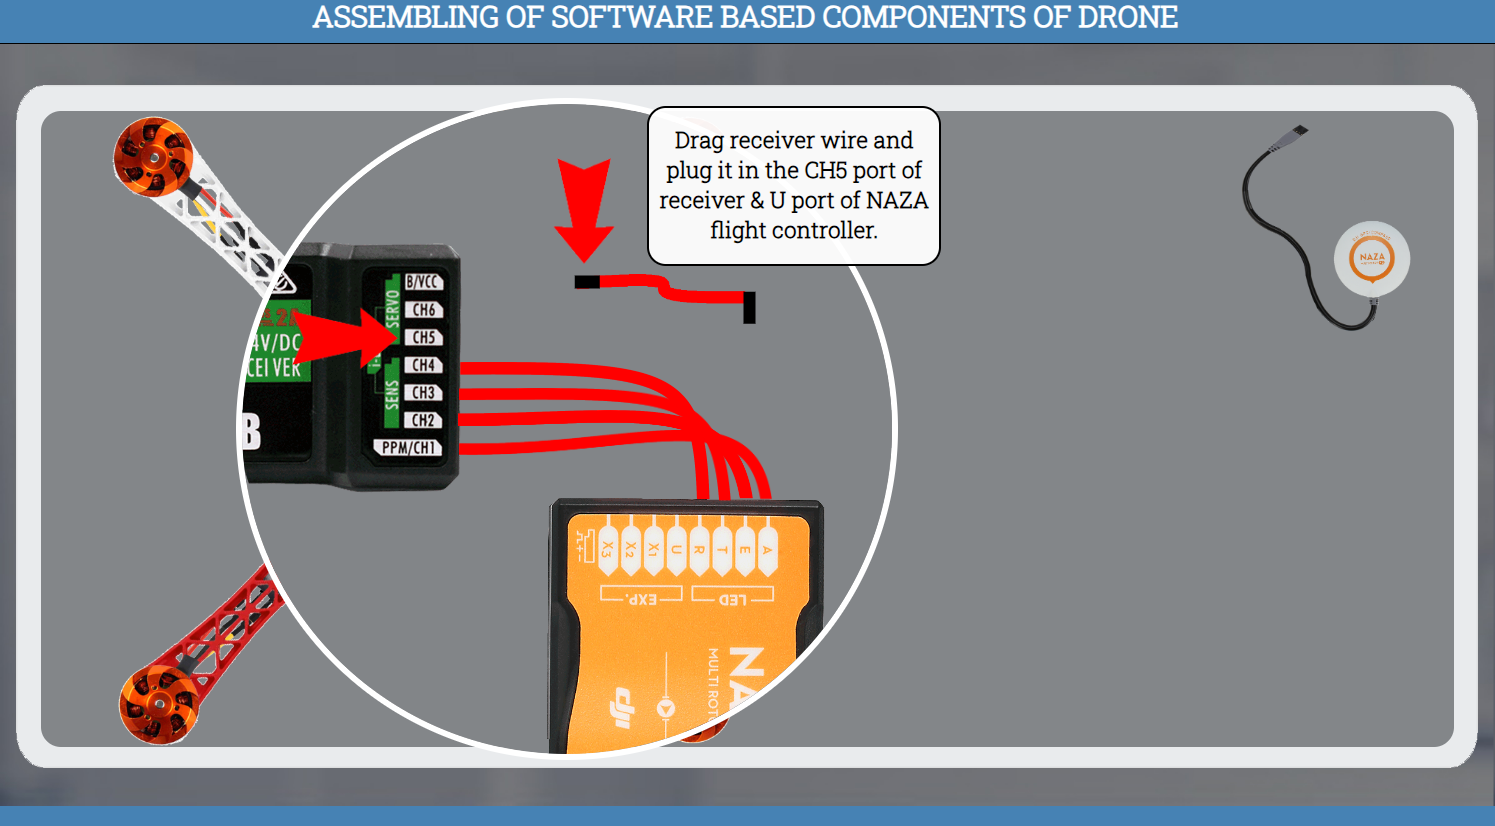 ASSEMBLING OF SOFTWARE BASED COMPONENTS OF DRONE
Drag receiver wire and
plug it in the CH5 port of
receiver & U port of NAZA
flight controller.
NAZA
B/VCC
CH6
CH5
CH4
CH3
CH2
PPM/CH1
SERVO
SENS
4V/DC
CEIVER
B
X3
X2
X1
U
R
T
E
A
EXP.
LED
NA
MULTI ROT
dji